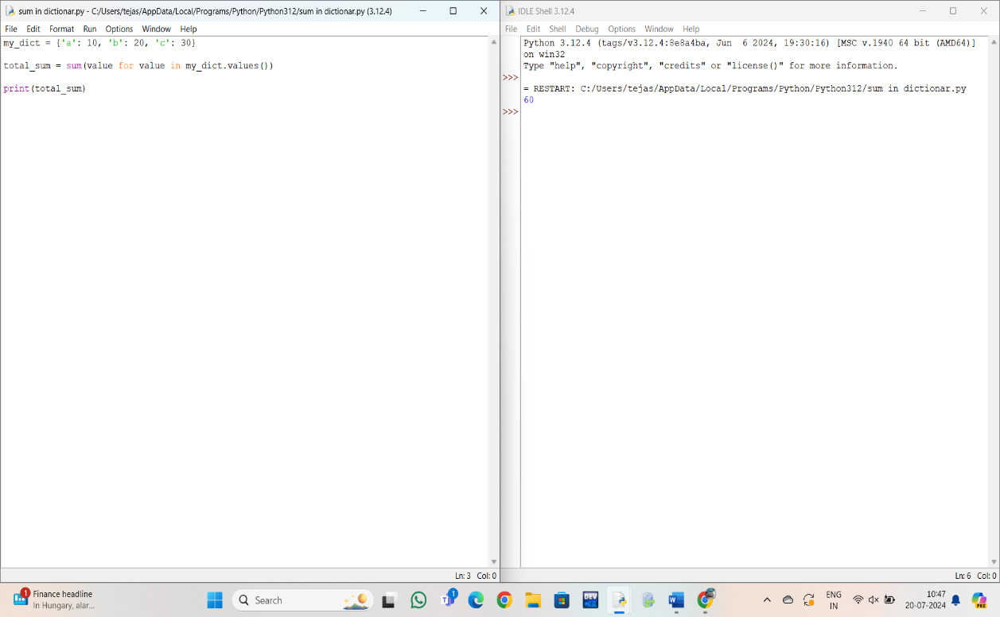 sum in dictionar.py - C:/Users/tejas/AppData/Local/Programs/Python/Python312/sum in dictionar.py (3.12.4)
File Edit Format Run Options Window Help
my_dict = {'a': 10, 'b': 20, 'c': 30}
total_sum = sum(value for value in my_dict.values())
print(total_sum)
Ln: 3 Col: 0
IDLE Shell 3.12.4
File Edit Shell Debug Options Window Help
Python 3.12.4 (tags/v3.12.4:8e8a4ba, Jun  6 2024, 19:30:16) [MSC v.1940 64 bit (AMD64)]
on win32
Type "help", "copyright", "credits" or "license()" for more information.
>>>
= RESTART: C:/Users/tejas/AppData/Local/Programs/Python/Python312/sum in dictionar.py
60
>>>
Ln: 6 Col: 0
1
Finance headline
In Hungary, alar...
Search
1
DEV
C++
W
ENG
IN
10:47
20-07-2024
PRE